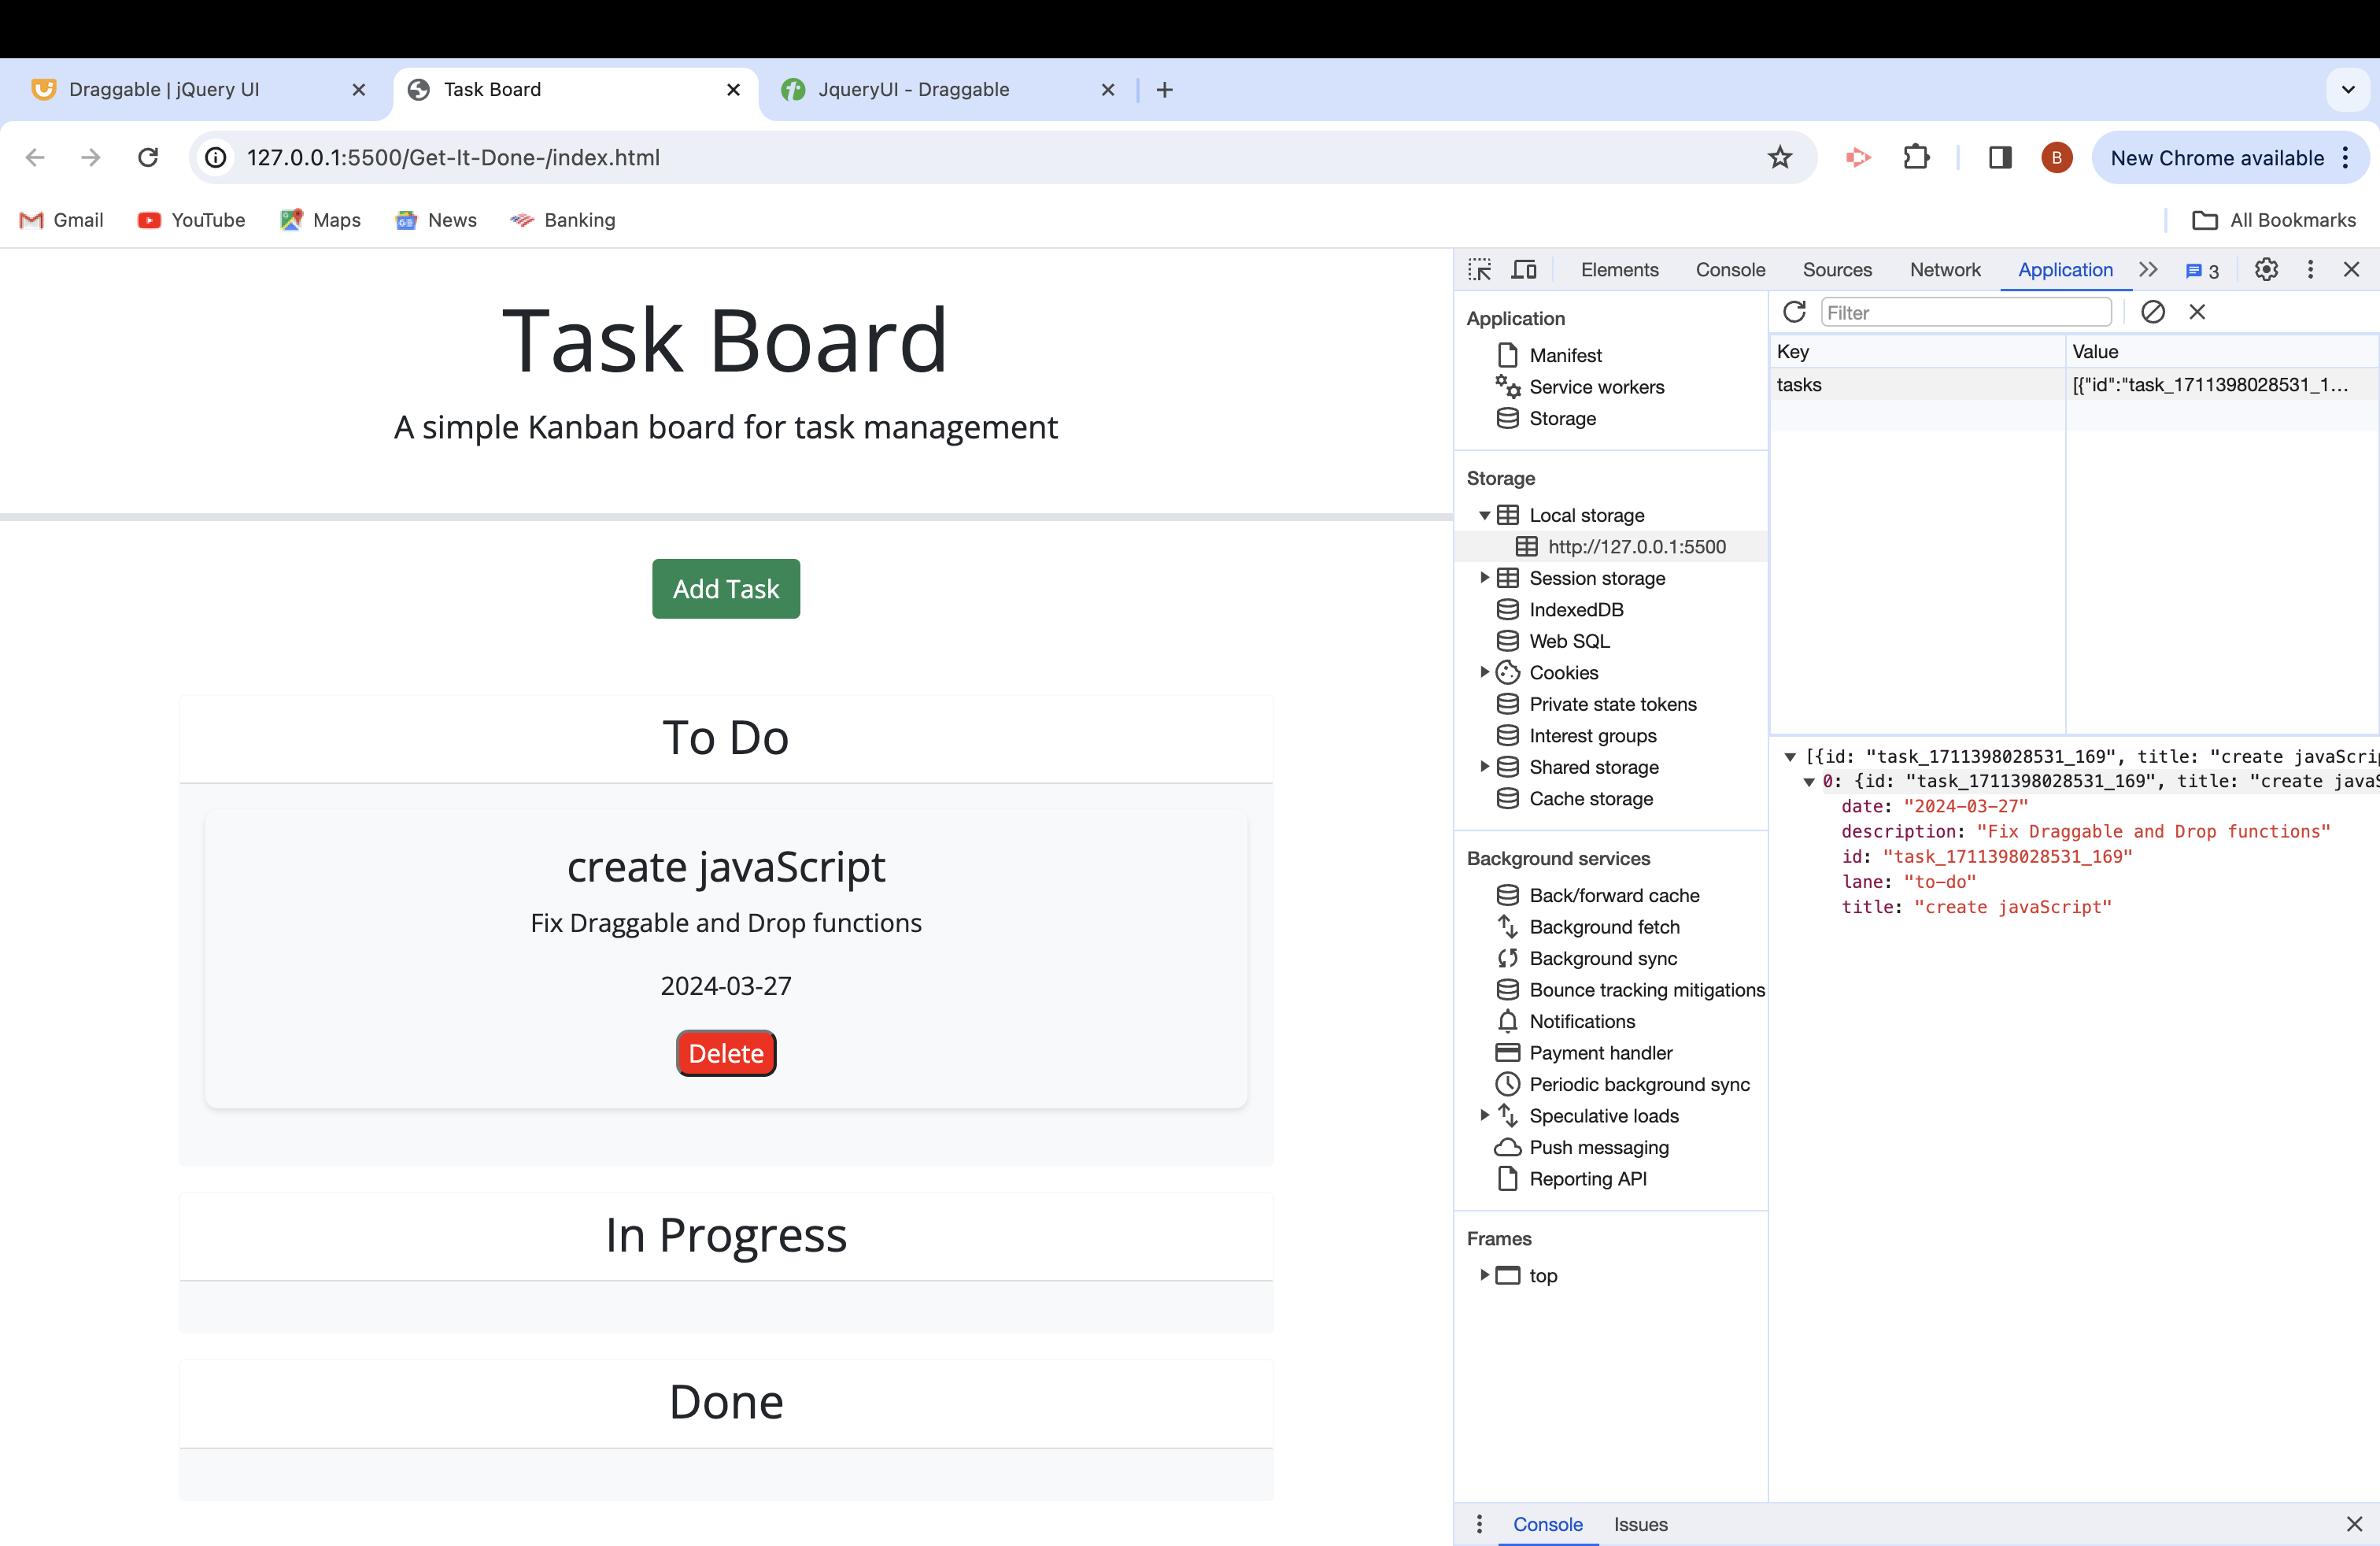 Draggable | jQuery UI
Task Board
JqueryUI - Draggable
127.0.0.1:5500/Get-It-Done-/index.html
B
New Chrome available
Gmail
YouTube
Maps
News
Banking
All Bookmarks
Task Board
A simple Kanban board for task management
Add Task
To Do
create javaScript
Fix Draggable and Drop functions
2024-03-27
Delete
In Progress
Done
Elements
Console
Sources
Network
Application
3
Application
Manifest
Service workers
Storage
Storage
Local storage
http://127.0.0.1:5500
Session storage
IndexedDB
Web SQL
Cookies
Private state tokens
Interest groups
Shared storage
Cache storage
Background services
Back/forward cache
Background fetch
Background sync
Bounce tracking mitigations
Notifications
Payment handler
Periodic background sync
Speculative loads
Push messaging
Reporting API
Frames
top
Filter
Key Value
tasks [{"id":"task_1711398028531_1…
[{id: "task_1711398028531_169", title: "create javaScrip
0: {id: "task_1711398028531_169", title: "create javaS
date: "2024-03-27"
description: "Fix Draggable and Drop functions"
id: "task_1711398028531_169"
lane: "to-do"
title: "create javaScript"
Console
Issues